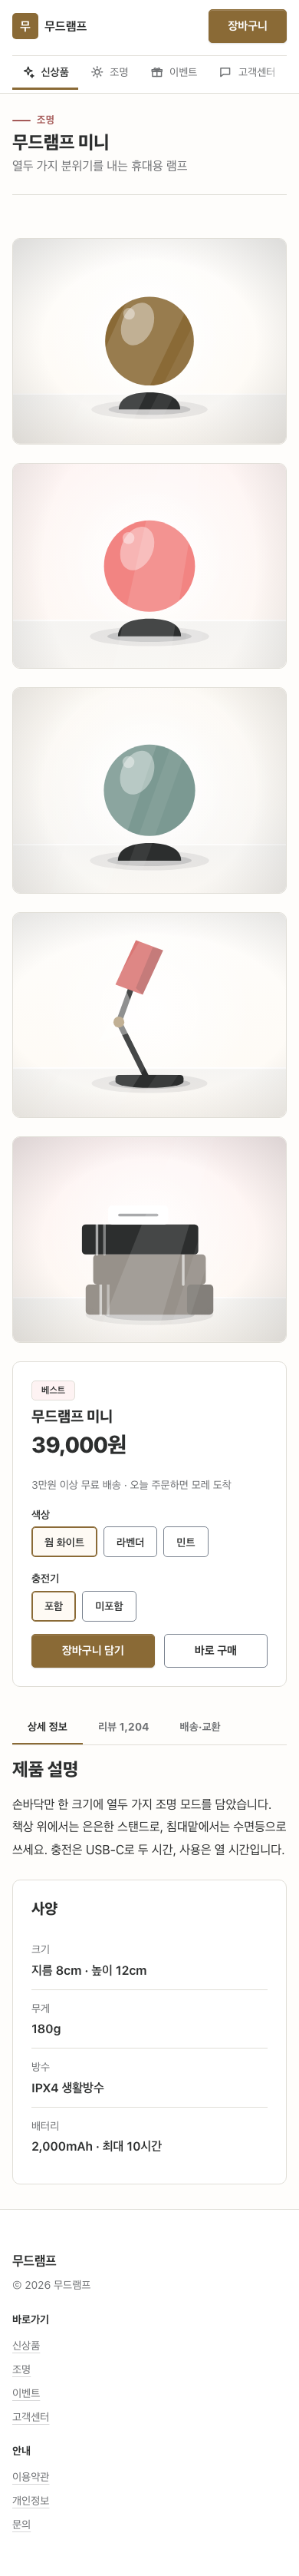 무 무드램프
장바구니
신상품 조명 이벤트 고객센터
조명
무드램프 미니
열두 가지 분위기를 내는 휴대용 램프
베스트
무드램프 미니
39,000원
3만원 이상 무료 배송 · 오늘 주문하면 모레 도착
색상
웜 화이트 라벤더 민트
충전기
포함 미포함
장바구니 담기 바로 구매
상세 정보 리뷰 1,204 배송·교환
제품 설명
손바닥만 한 크기에 열두 가지 조명 모드를 담았습니다.
책상 위에서는 은은한 스탠드로, 침대맡에서는 수면등으로
쓰세요. 충전은 USB-C로 두 시간, 사용은 열 시간입니다.
사양
크기
지름 8cm · 높이 12cm
무게
180g
방수
IPX4 생활방수
배터리
2,000mAh · 최대 10시간
무드램프
© 2026 무드램프
바로가기
신상품
조명
이벤트
고객센터
안내
이용약관
개인정보
문의